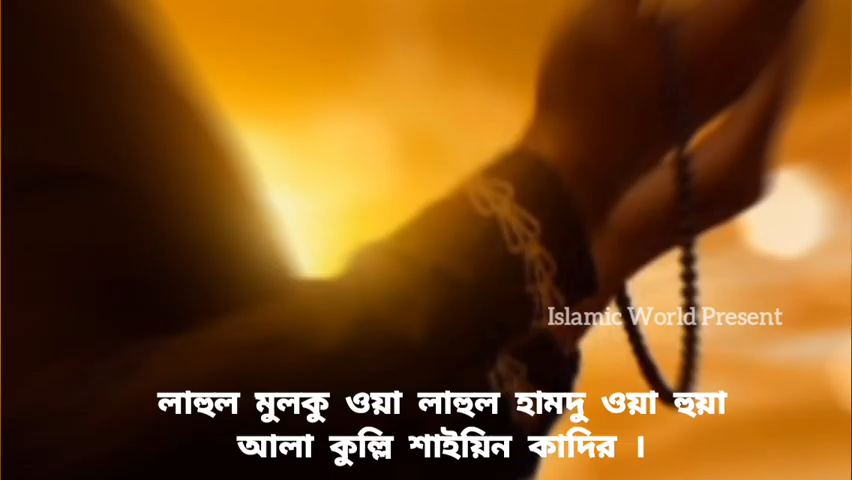 Islamic World Present
লাহুল মুলকু ওয়া লাহুল হামদু ওয়া হুয়া
আলা কুল্লি শাইয়িন কাদির ।